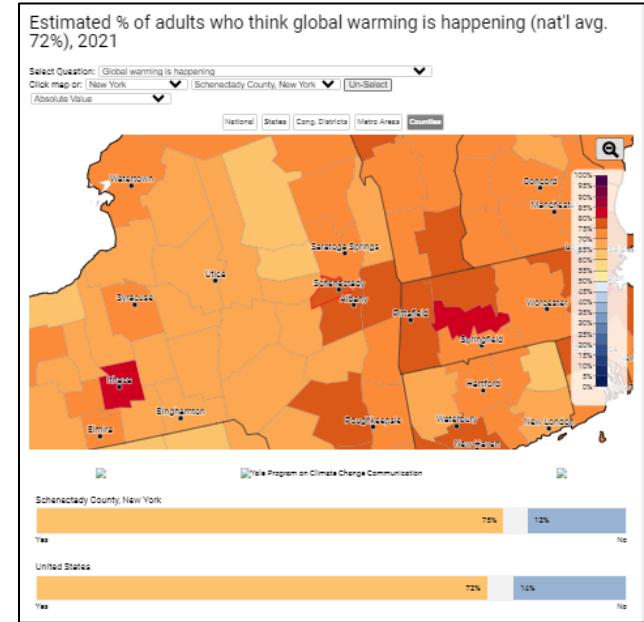 Estimated % of adults who think global warming is happening (nat'l avg.
72%), 2021
Select Question: Global warming is happening
Click map or: New York Schenectady County, New York Un-Select
Absolute Value
National States Cong. Districts Metro Areas Counties
Watertown
Concord
Manchest
Saratoga Springs
Utica
Schenectady
Syracuse
Albany
Pittsfield
Worcester
Springfield
Ithaca
Hartford
Binghamton
Elmira
Poughkeepsie
Waterbury
New London
New Haven
100%
95%
90%
85%
80%
75%
70%
65%
60%
55%
50%
45%
40%
35%
30%
25%
20%
15%
10%
5%
0%
Yale Program on Climate Change Communication
Schenectady County, New York
75% 12%
Yes No
United States
72% 14%
Yes No